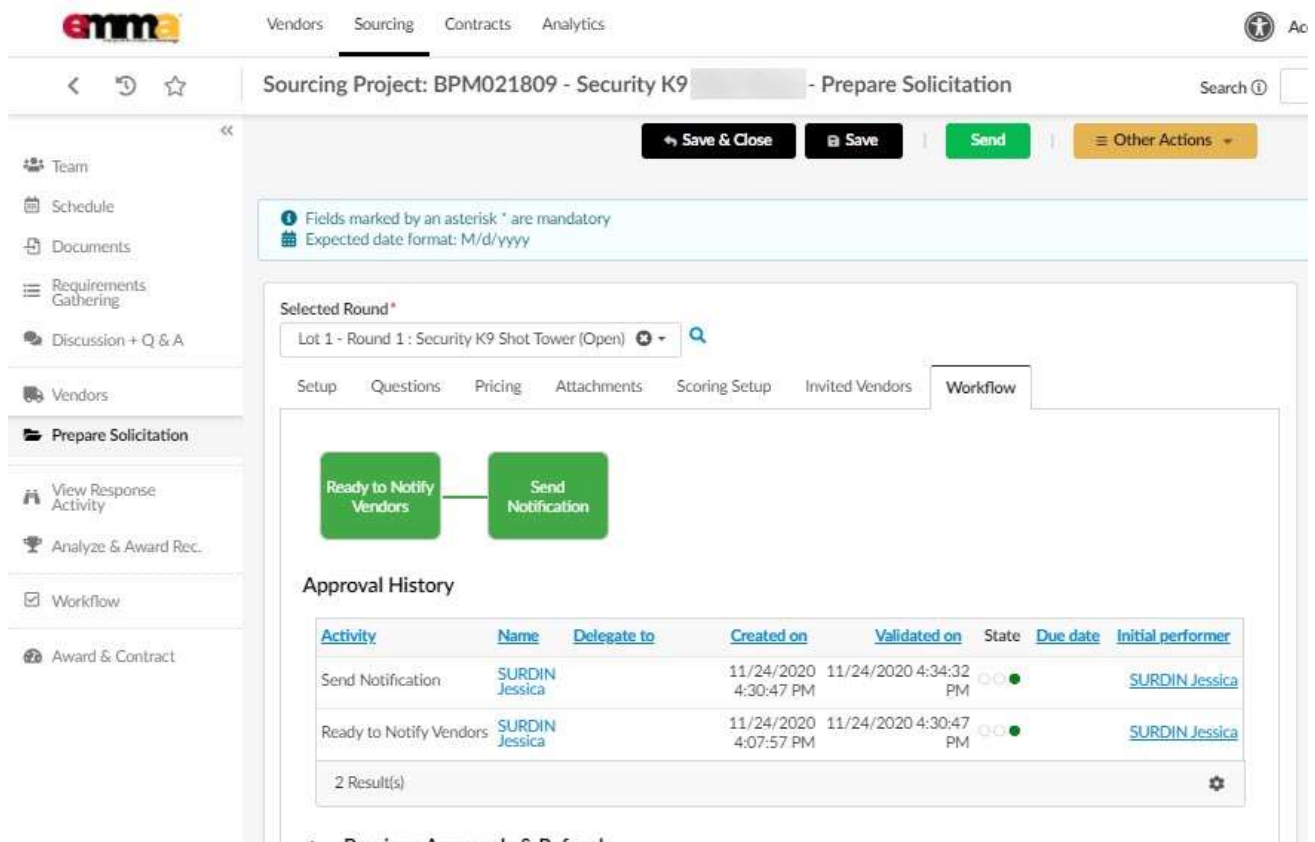 emma
Vendors Sourcing Contracts Analytics
Sourcing Project: BPM021809 - Security K9 - Prepare Solicitation
Search
Save & Close Save Send Other Actions
Team
Schedule
Documents
Requirements
Gathering
Discussion + Q & A
Vendors
Prepare Solicitation
View Response
Activity
Analyze & Award Rec.
Workflow
Award & Contract
Fields marked by an asterisk * are mandatory
Expected date format: M/d/yyyy
Selected Round*
Lot 1 - Round 1 : Security K9 Shot Tower (Open)
Setup Questions Pricing Attachments Scoring Setup Invited Vendors Workflow
Ready to Notify
Vendors
Send
Notification
Approval History
Activity Name Delegate to Created on Validated on State Due date Initial performer
Send Notification SURDIN Jessica 11/24/2020 4:30:47 PM 11/24/2020 4:34:32 PM SURDIN Jessica
Ready to Notify Vendors SURDIN Jessica 11/24/2020 4:07:57 PM 11/24/2020 4:30:47 PM SURDIN Jessica
2 Result(s)